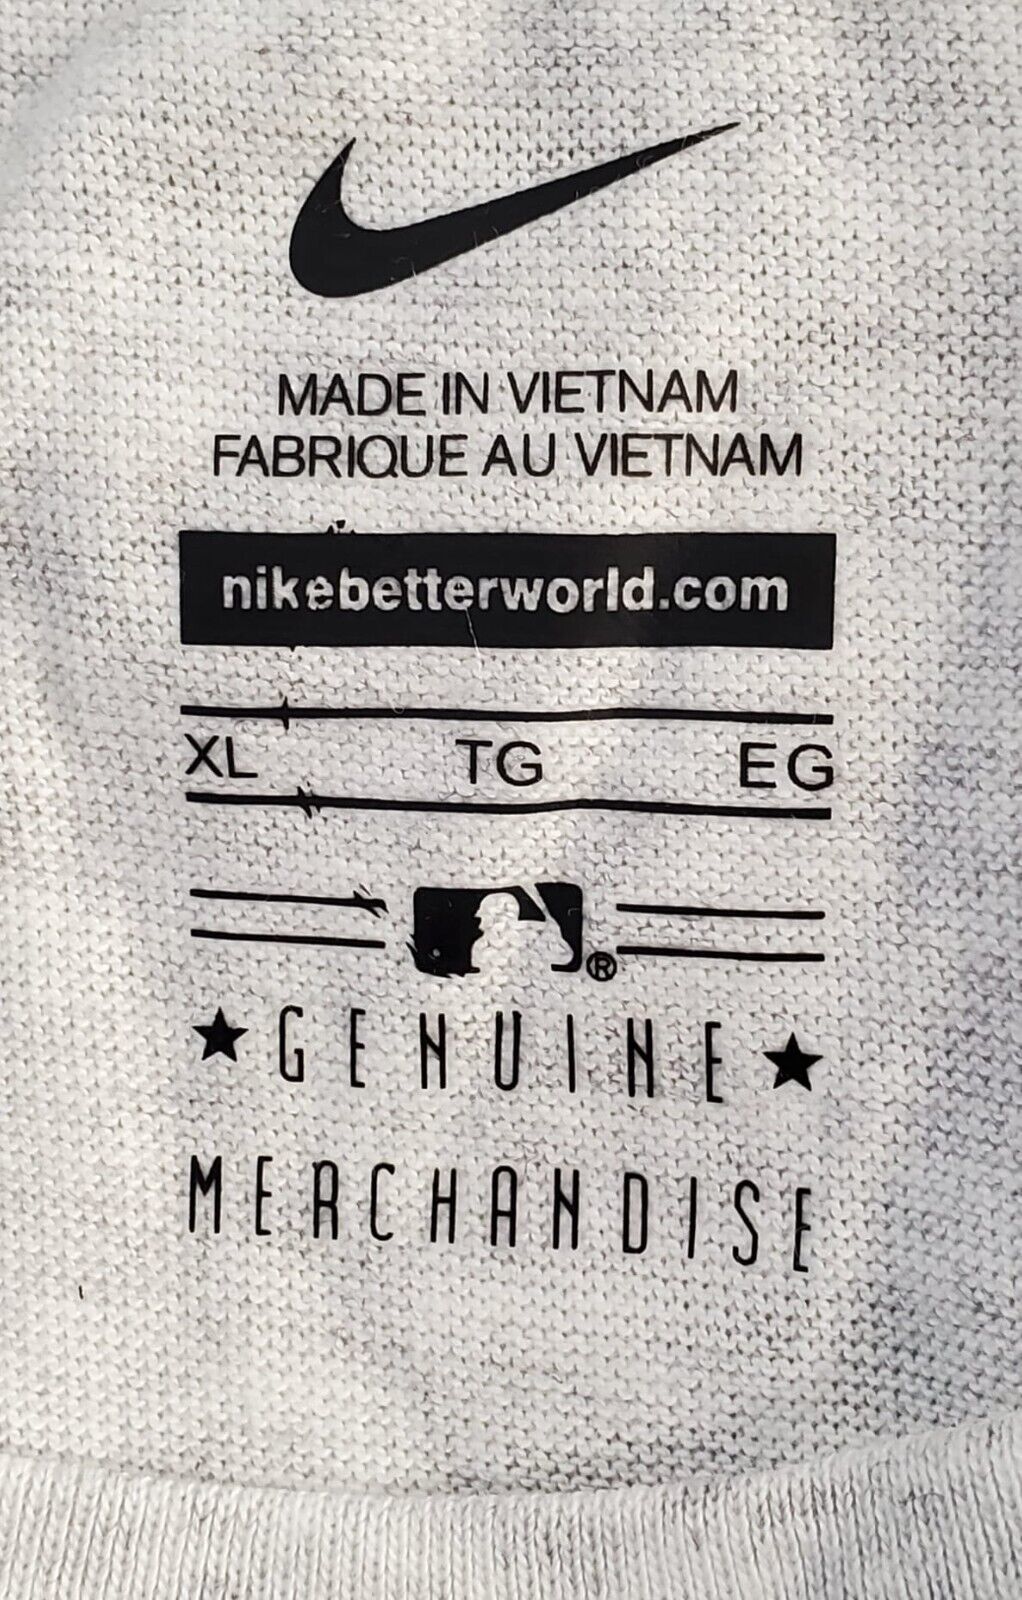 MADE IN VIETNAM
FABRIQUE AU VIETNAM
nikebetterworld.com
XL TG EG
®
GENUINE
MERCHANDISE